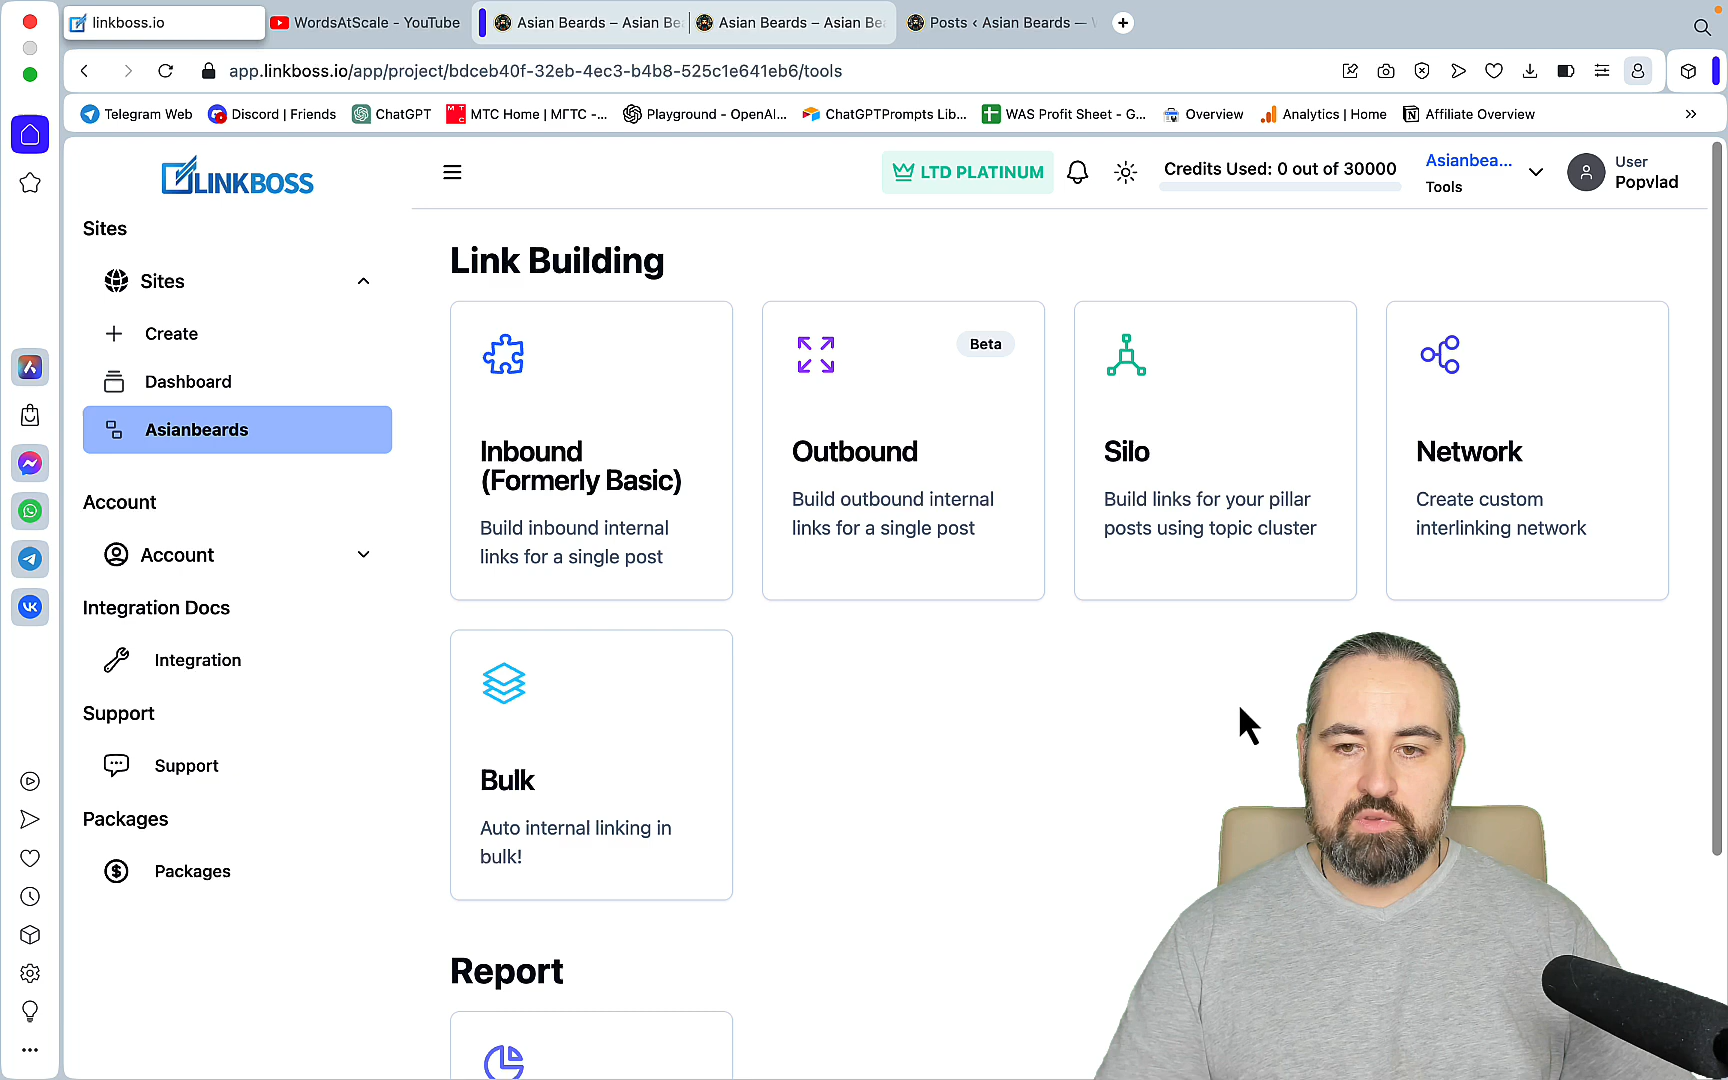 linkboss.io
WordsAtScale - YouTube
Asian Beards – Asian Be
Asian Beards – Asian Be
Posts ‹ Asian Beards —
app.linkboss.io/app/project/bdceb40f-32eb-4ec3-b4b8-525c1e641eb6/tools
Telegram Web
Discord | Friends
ChatGPT
МТС Home | МГТС -...
Playground - OpenAI...
ChatGPTPrompts Lib...
WAS Profit Sheet - G...
Overview
Analytics | Home
Affiliate Overview
LINKBOSS
LTD PLATINUM
Credits Used: 0 out of 30000
Asianbea...
Tools
User
Popvlad
Sites
Sites
Create
Dashboard
Asianbeards
Account
Account
Integration Docs
Integration
Support
Support
Packages
Packages
Link Building
Inbound
(Formerly Basic)
Build inbound internal
links for a single post
Beta
Outbound
Build outbound internal
links for a single post
Silo
Build links for your pillar
posts using topic cluster
Network
Create custom
interlinking network
Bulk
Auto internal linking in
bulk!
Report